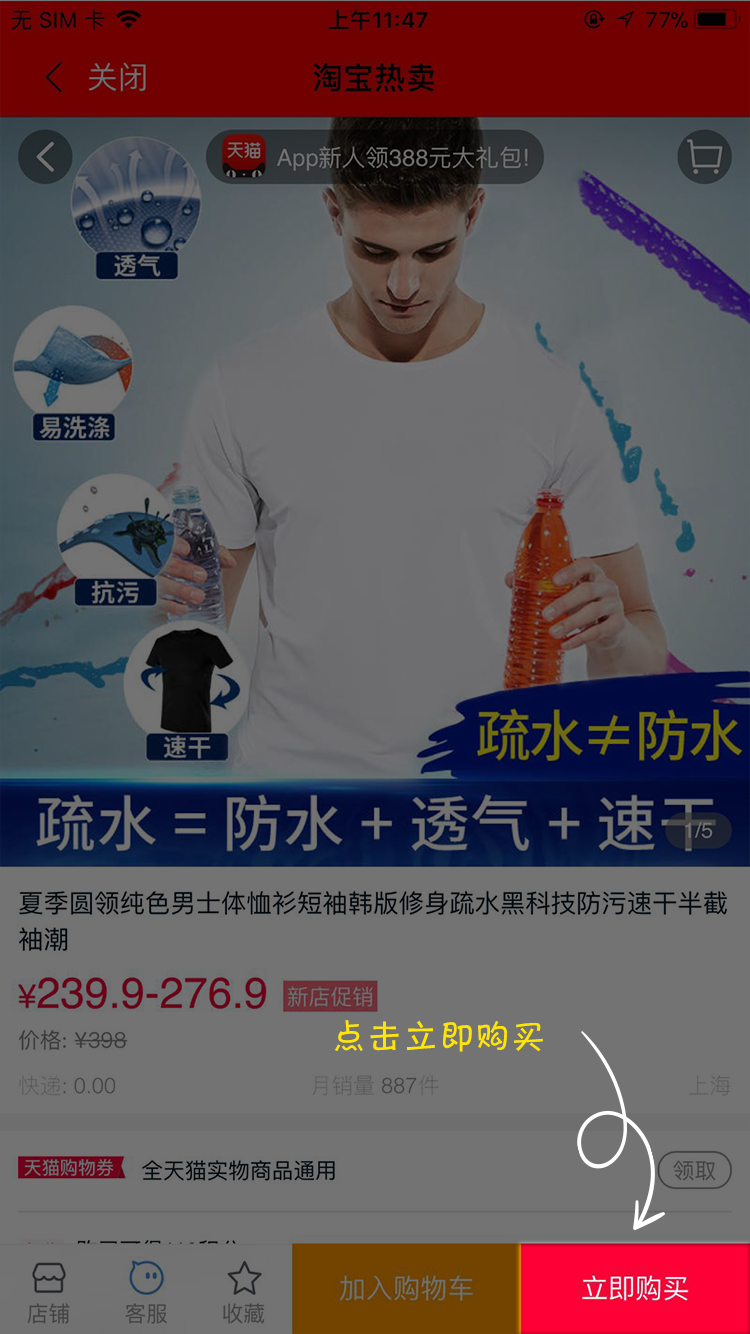 无 SIM 卡
上午11:47
77%
关闭
淘宝热卖
天猫
App新人领388元大礼包!
透气
易洗涤
抗污
速干
疏水≠防水
疏水 = 防水 + 透气 + 速干
1/5
夏季圆领纯色男士体恤衫短袖韩版修身疏水黑科技防污速干半截
袖潮
¥239.9-276.9
新店促销
价格: ¥398
点击立即购买
快递: 0.00
月销量 887件
上海
天猫购物券
全天猫实物商品通用
领取
店铺
客服
收藏
加入购物车
立即购买